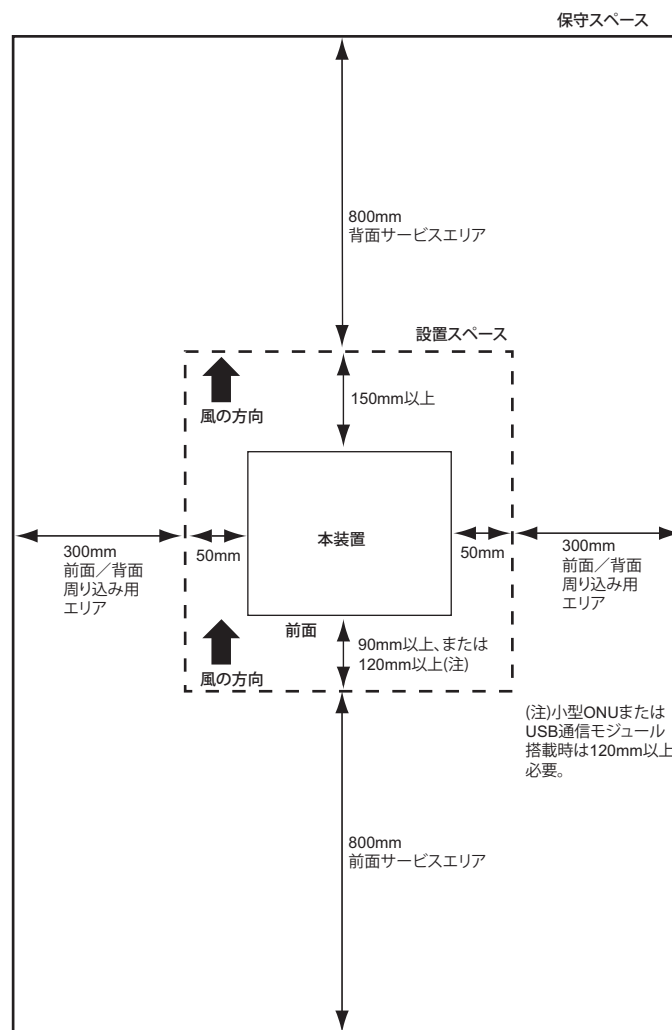 保守スペース
800mm
背面サービスエリア
設置スペース
風の方向
150mm以上
300mm
前面／背面
周り込み用
エリア
50mm
本装置
50mm
300mm
前面／背面
周り込み用
エリア
前面
風の方向
90mm以上、または
120mm以上(注)
(注)小型ONUまたは
USB通信モジュール
搭載時は120mm以上
必要。
800mm
前面サービスエリア